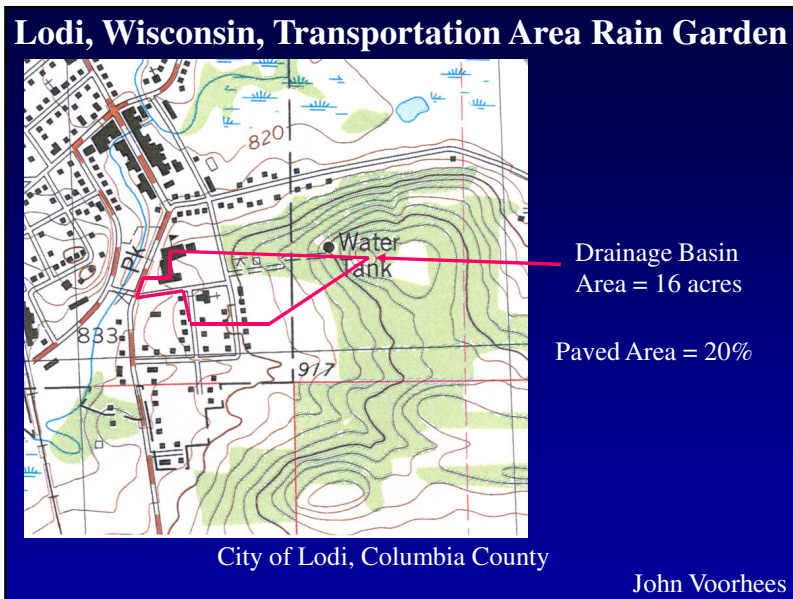 Lodi, Wisconsin, Transportation Area Rain Garden
820
Water
Tank
Pk
833
917
Drainage Basin
Area = 16 acres
Paved Area = 20%
City of Lodi, Columbia County
John Voorhees